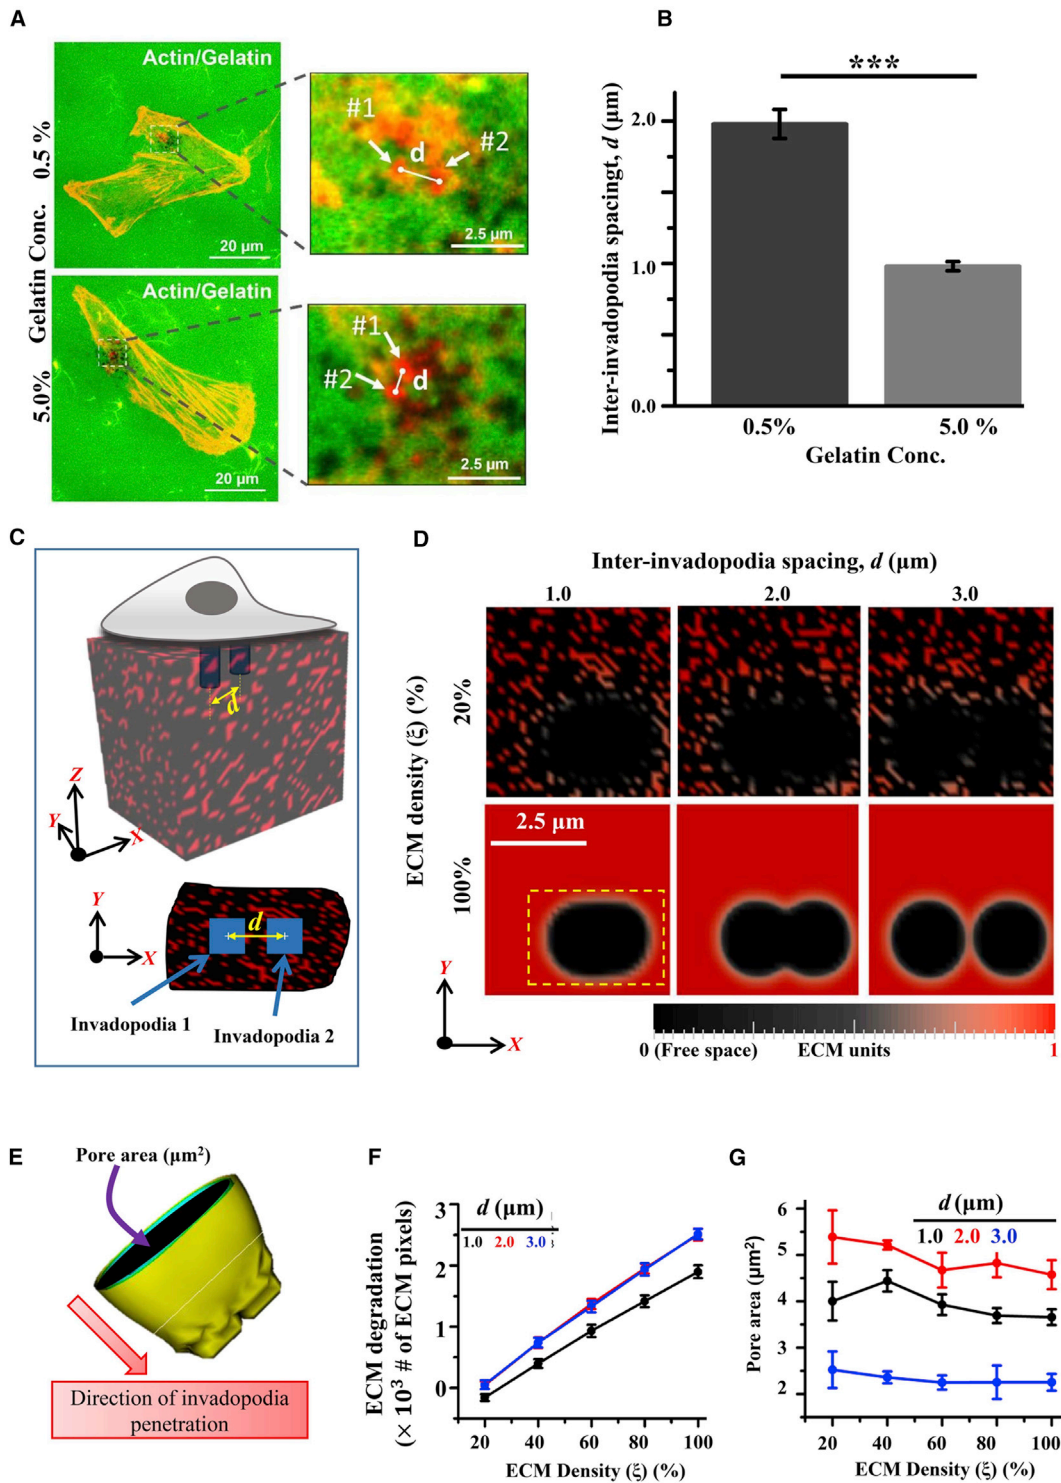 A
Gelatin Conc.
0.5 %
Actin/Gelatin
20 μm
#1
#2
d
2.5 μm
5.0%
Actin/Gelatin
20 μm
#1
#2
d
2.5 μm
B
Inter-invadopodia spacingt, d (μm)
***
2.0
1.0
0.0
0.5% 5.0 %
Gelatin Conc.
C
d
Z
Y
X
Y
X
d
Invadopodia 1
Invadopodia 2
D
Inter-invadopodia spacing, d (μm)
1.0 2.0 3.0
ECM density (ξ) (%)
20%
100%
2.5 μm
Y
X
0 (Free space) ECM units 1
E
Pore area (μm²)
Direction of invadopodia
penetration
F
ECM degradation
(× 10³ # of ECM pixels)
d (μm)
1.0 2.0 3.0
3
2
1
0
20 40 60 80 100
ECM Density (ξ) (%)
G
Pore area (μm²)
d (μm)
1.0 2.0 3.0
6
5
4
3
2
20 40 60 80 100
ECM Density (ξ) (%)